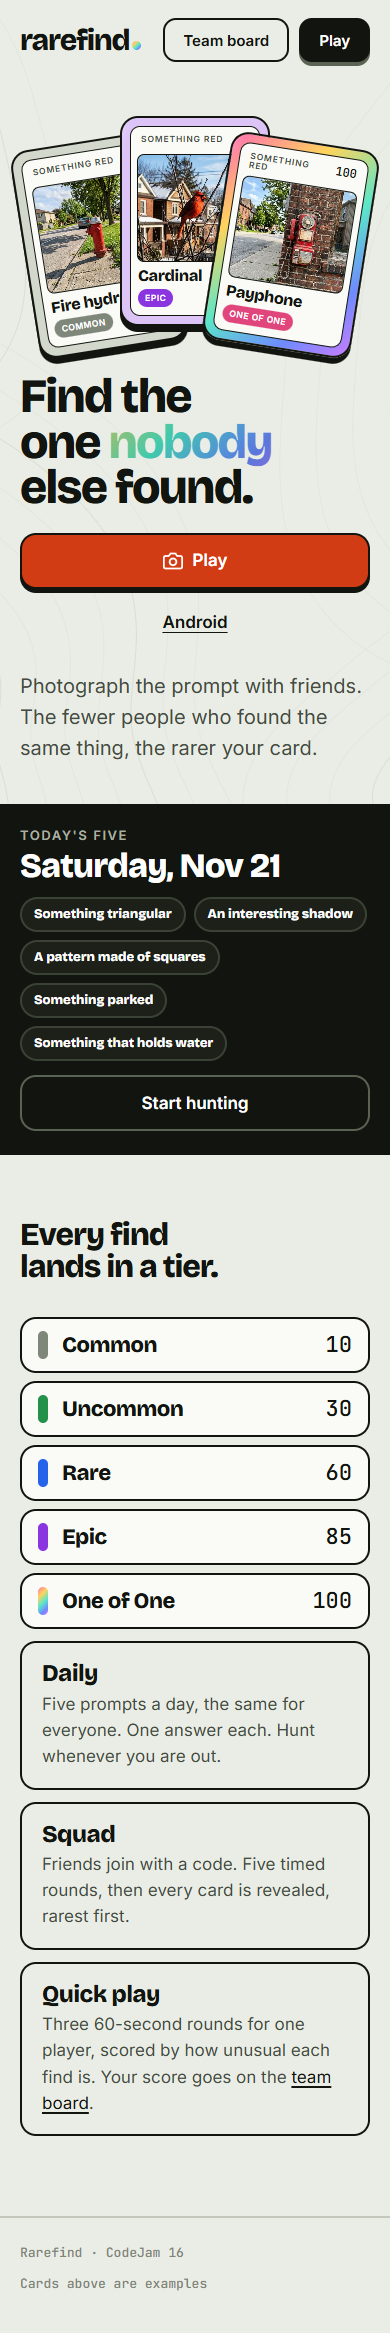 rarefind
Team board
Play
SOMETHING RED
Fire hydr
COMMON
SOMETHING RED
Cardinal
EPIC
SOMETHING
RED
100
Payphone
ONE OF ONE
Find the
one nobody
else found.
Play
Android
Photograph the prompt with friends.
The fewer people who found the
same thing, the rarer your card.
TODAY'S FIVE
Saturday, Nov 21
Something triangular
An interesting shadow
A pattern made of squares
Something parked
Something that holds water
Start hunting
Every find
lands in a tier.
Common 10
Uncommon 30
Rare 60
Epic 85
One of One 100
Daily
Five prompts a day, the same for
everyone. One answer each. Hunt
whenever you are out.
Squad
Friends join with a code. Five timed
rounds, then every card is revealed,
rarest first.
Quick play
Three 60-second rounds for one
player, scored by how unusual each
find is. Your score goes on the team
board.
Rarefind · CodeJam 16
Cards above are examples